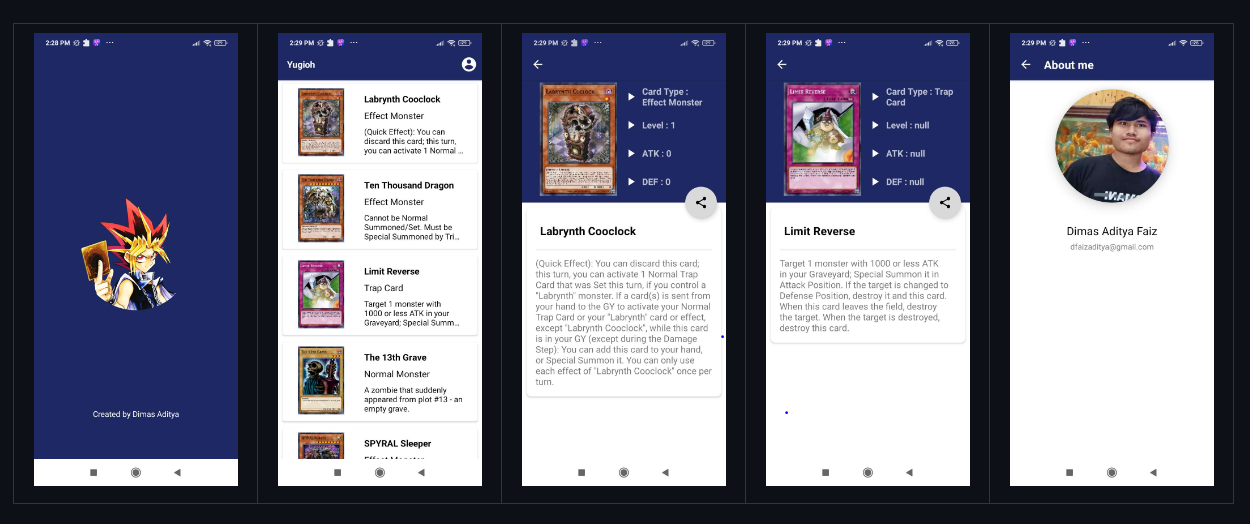 2:28 PM
Created by Dimas Aditya
2:29 PM
Yugioh
Labrynth Cooclock
Effect Monster
(Quick Effect): You can
discard this card; this turn,
you can activate 1 Normal ...
Ten Thousand Dragon
Effect Monster
Cannot be Normal
Summoned/Set. Must be
Special Summoned by Tri...
Limit Reverse
Trap Card
Target 1 monster with
1000 or less ATK in your
Graveyard; Special Summ...
The 13th Grave
Normal Monster
A zombie that suddenly
appeared from plot #13 - an
empty grave.
SPYRAL Sleeper
Effect Monster
2:29 PM
LABRYNTH COOCLOCK
Card Type :
Effect Monster
Level : 1
ATK : 0
DEF : 0
Labrynth Cooclock
(Quick Effect): You can discard this card;
this turn, you can activate 1 Normal Trap
Card that was Set this turn, if you control a
"Labrynth" monster. If a card(s) is sent from
your hand to the GY to activate your Normal
Trap Card or your "Labrynth" card or effect,
except "Labrynth Cooclock", while this card
is in your GY (except during the Damage
Step): You can add this card to your hand,
or Special Summon it. You can only use
each effect of "Labrynth Cooclock" once per
turn.
2:29 PM
LIMIT REVERSE
Card Type : Trap
Card
Level : null
ATK : null
DEF : null
Limit Reverse
Target 1 monster with 1000 or less ATK
in your Graveyard; Special Summon it in
Attack Position. If the target is changed to
Defense Position, destroy it and this card.
When this card leaves the field, destroy
the target. When the target is destroyed,
destroy this card.
2:29 PM
About me
Dimas Aditya Faiz
dfaizaditya@gmail.com